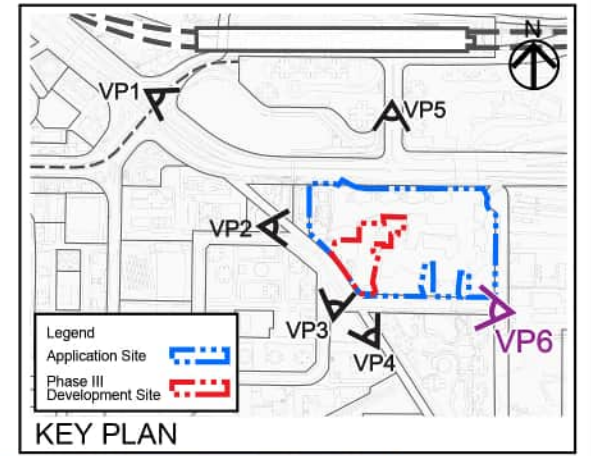 N
VP1
VP5
VP2
VP3
VP4
VP6
Legend
Application Site
Phase III
Development Site
KEY PLAN